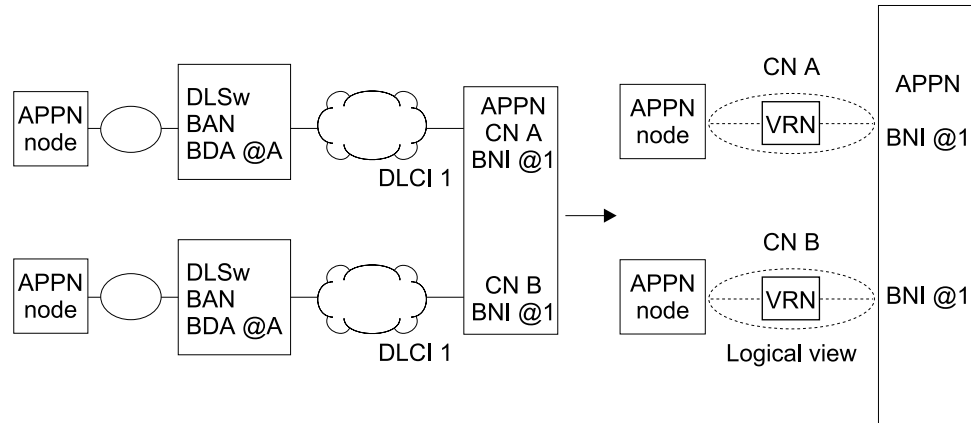 APPN
node
DLSw
BAN
BDA @A
DLCI 1
APPN
CN A
BNI @1
APPN
node
DLSw
BAN
BDA @A
DLCI 1
CN B
BNI @1
CN A
APPN
node
VRN
APPN
BNI @1
CN B
APPN
node
VRN
BNI @1
Logical view